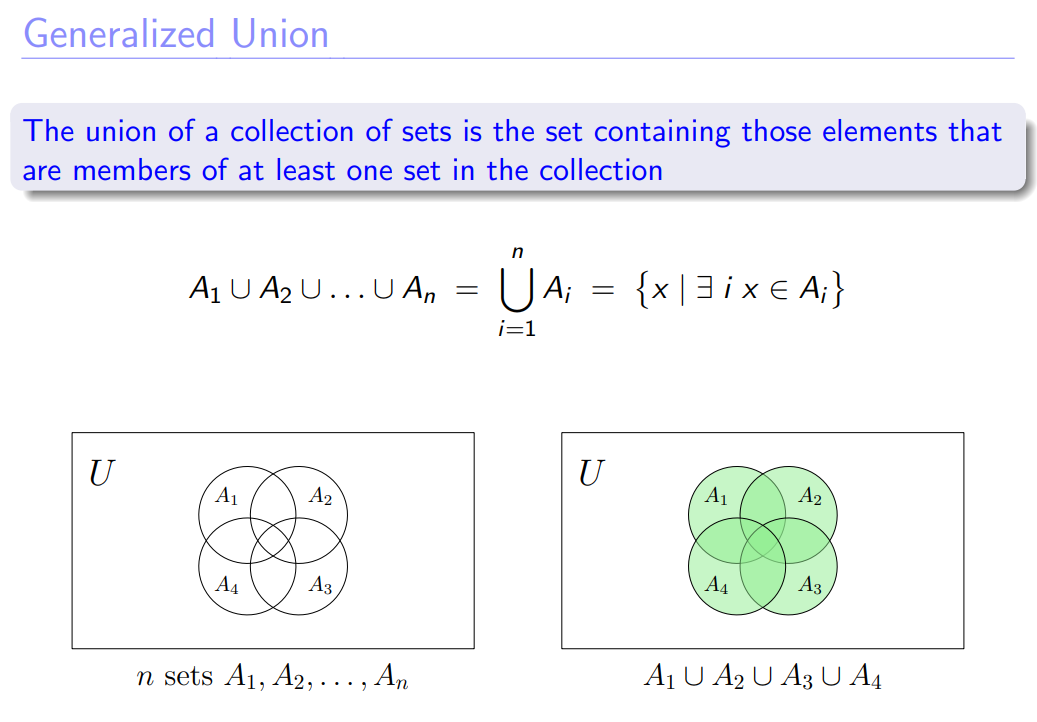 Generalized Union
The union of a collection of sets is the set containing those elements that
are members of at least one set in the collection
A₁ ∪ A₂ ∪ … ∪ Aₙ = ⋃ⁿᵢ₌₁ Aᵢ = {x | ∃ i x ∈ Aᵢ}
U
A₁ A₂
A₄ A₃
n sets A₁, A₂, …, Aₙ
U
A₁ A₂
A₄ A₃
A₁ ∪ A₂ ∪ A₃ ∪ A₄